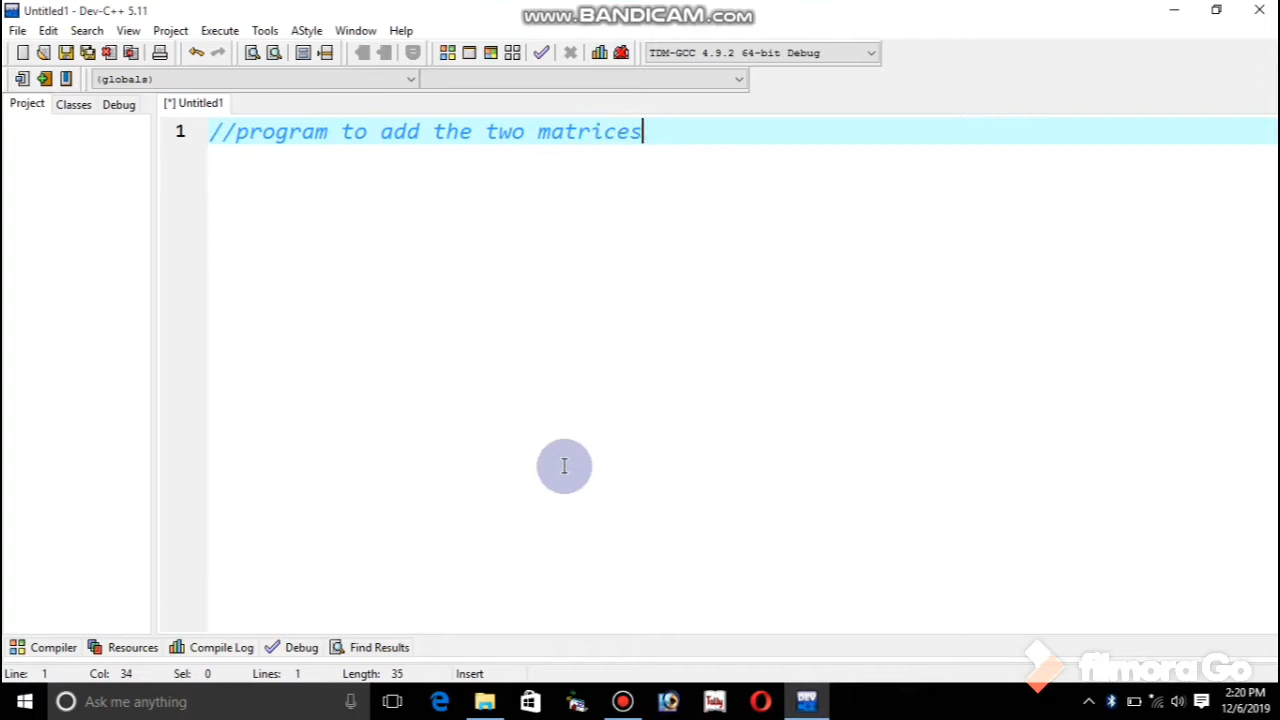 Untitled1 - Dev-C++ 5.11
www.BANDICAM.com
File Edit Search View Project Execute Tools AStyle Window Help
TDM-GCC 4.9.2 64-bit Debug
(globals)
Project Classes Debug
[*] Untitled1
1 //program to add the two matrices
Compiler Resources Compile Log Debug Find Results
filmora Go
Line: 1 Col: 34 Sel: 0 Lines: 1 Length: 35 Insert
Ask me anything
DEV
2:20 PM
12/6/2019